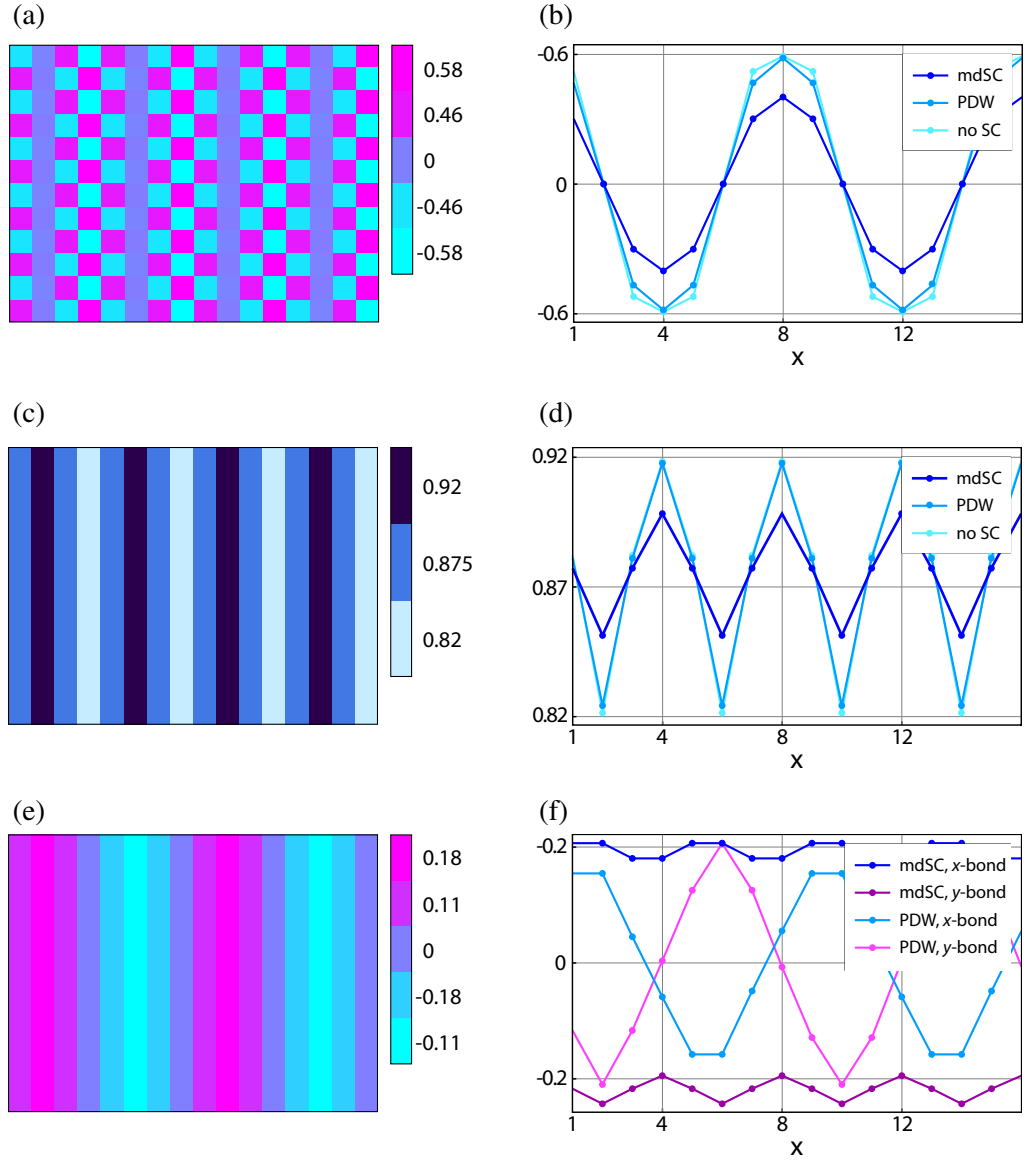 (a)
0.58
0.46
0
-0.46
-0.58
(b)
-0.6
0
-0.6
1
4
8
12
x
mdSC
PDW
no SC
(c)
0.92
0.875
0.82
(d)
0.92
0.87
0.82
1
4
8
12
x
mdSC
PDW
no SC
(e)
0.18
0.11
0
-0.18
-0.11
(f)
-0.2
0
-0.2
1
4
8
12
x
mdSC, x-bond
mdSC, y-bond
PDW, x-bond
PDW, y-bond